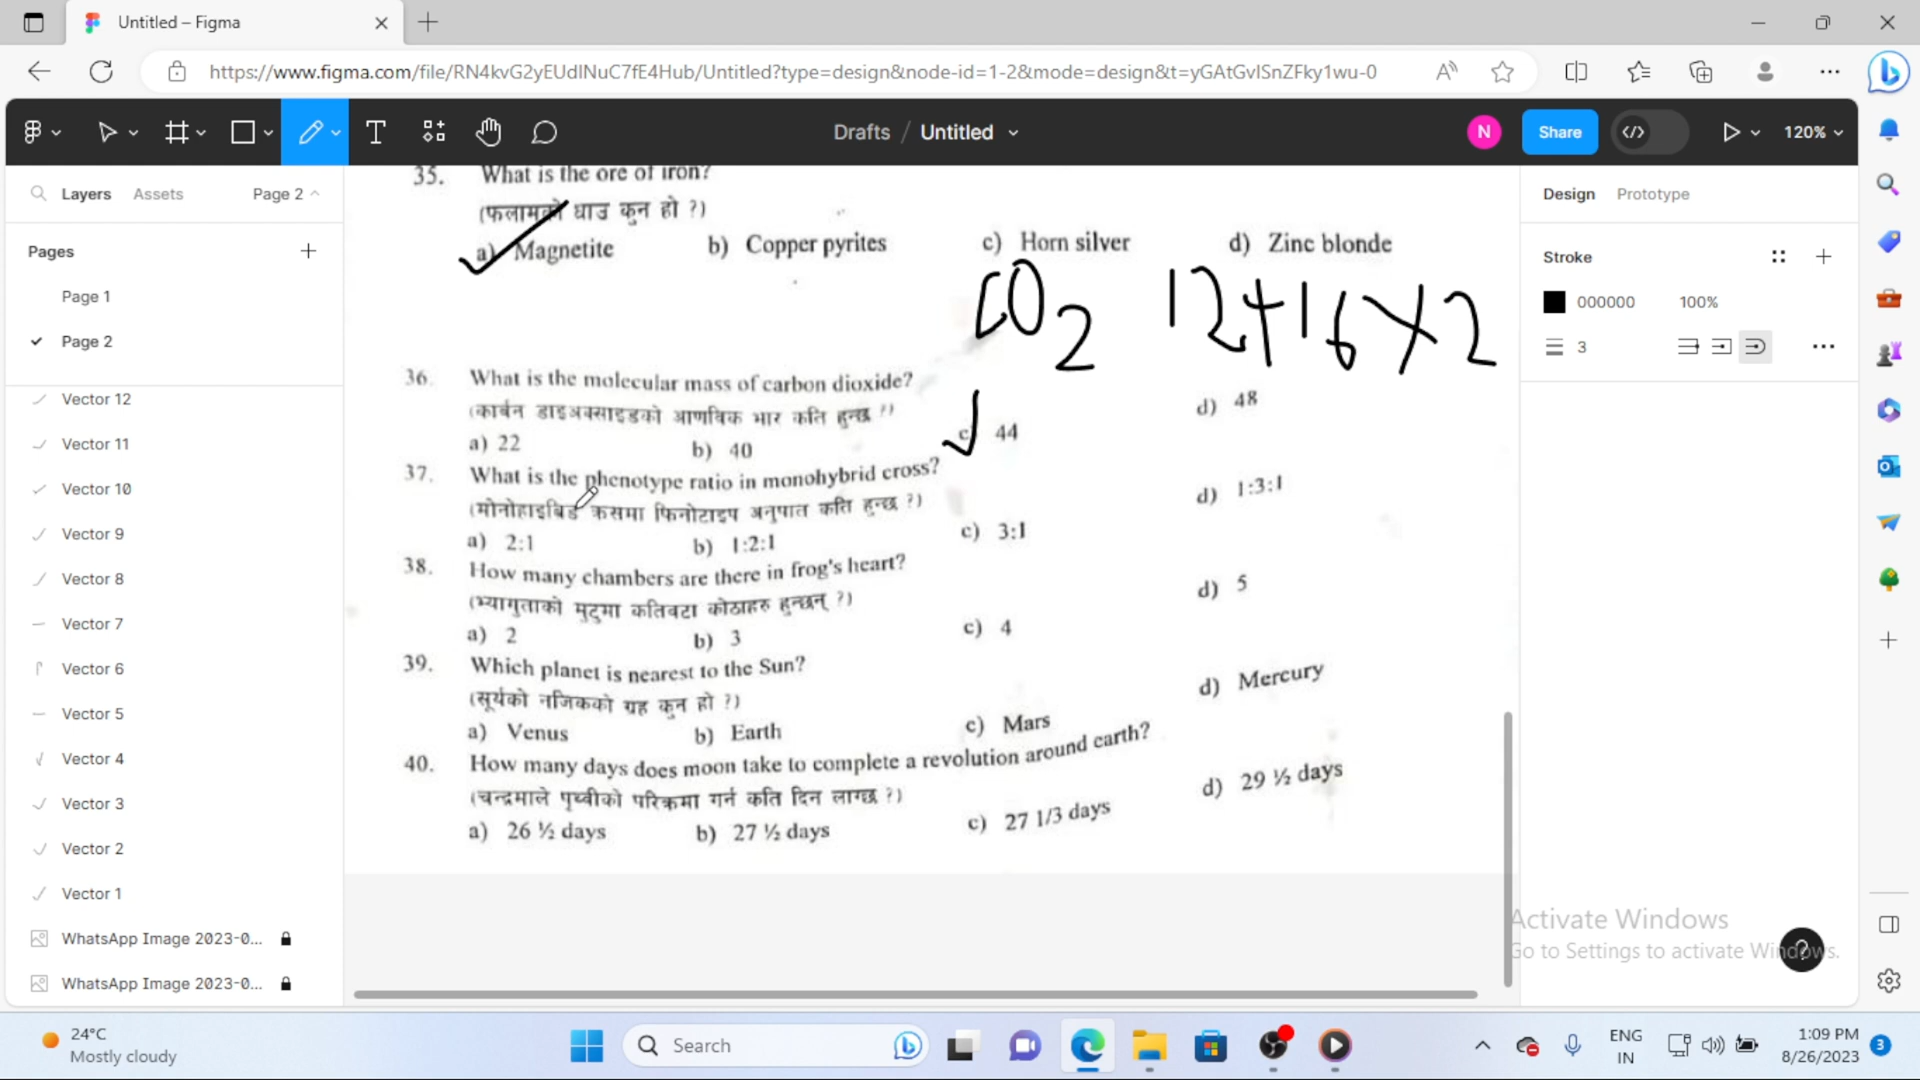 Untitled – Figma
https://www.figma.com/file/RN4kvG2yEUdlNuC7fE4Hub/Untitled?type=design&node-id=1-2&mode=design&t=yGAtGvISnZFky1wu-0
Drafts / Untitled
N
Share
120%
Layers
Assets
Page 2
Pages
Page 1
Page 2
Vector 12
Vector 11
Vector 10
Vector 9
Vector 8
Vector 7
Vector 6
Vector 5
Vector 4
Vector 3
Vector 2
Vector 1
WhatsApp Image 2023-0...
WhatsApp Image 2023-0...
35. What is the ore of iron?
(फलामको धाउ कुन हो ?)
a) Magnetite b) Copper pyrites c) Horn silver d) Zinc blonde
CO2 12+16×2
36. What is the molecular mass of carbon dioxide?
(कार्बन डाइअक्साइडको आणविक भार कति हुन्छ ?)
a) 22 b) 40 c) 44 d) 48
37. What is the phenotype ratio in monohybrid cross?
(मोनोहाइब्रिड क्रसमा फिनोटाइप अनुपात कति हुन्छ ?)
a) 2:1 b) 1:2:1 c) 3:1 d) 1:3:1
38. How many chambers are there in frog's heart?
(भ्यागुताको मुटुमा कतिवटा कोठाहरु हुन्छन् ?)
a) 2 b) 3 c) 4 d) 5
39. Which planet is nearest to the Sun?
(सूर्यको नजिकको ग्रह कुन हो ?)
a) Venus b) Earth c) Mars d) Mercury
40. How many days does moon take to complete a revolution around earth?
(चन्द्रमाले पृथ्वीको परिक्रमा गर्न कति दिन लाग्छ ?)
a) 26 ½ days b) 27 ½ days c) 27 1/3 days d) 29 ½ days
Design
Prototype
Stroke
000000 100%
3
Activate Windows
Go to Settings to activate Windows.
?
24°C
Mostly cloudy
Search
ENG
IN
1:09 PM
8/26/2023
3